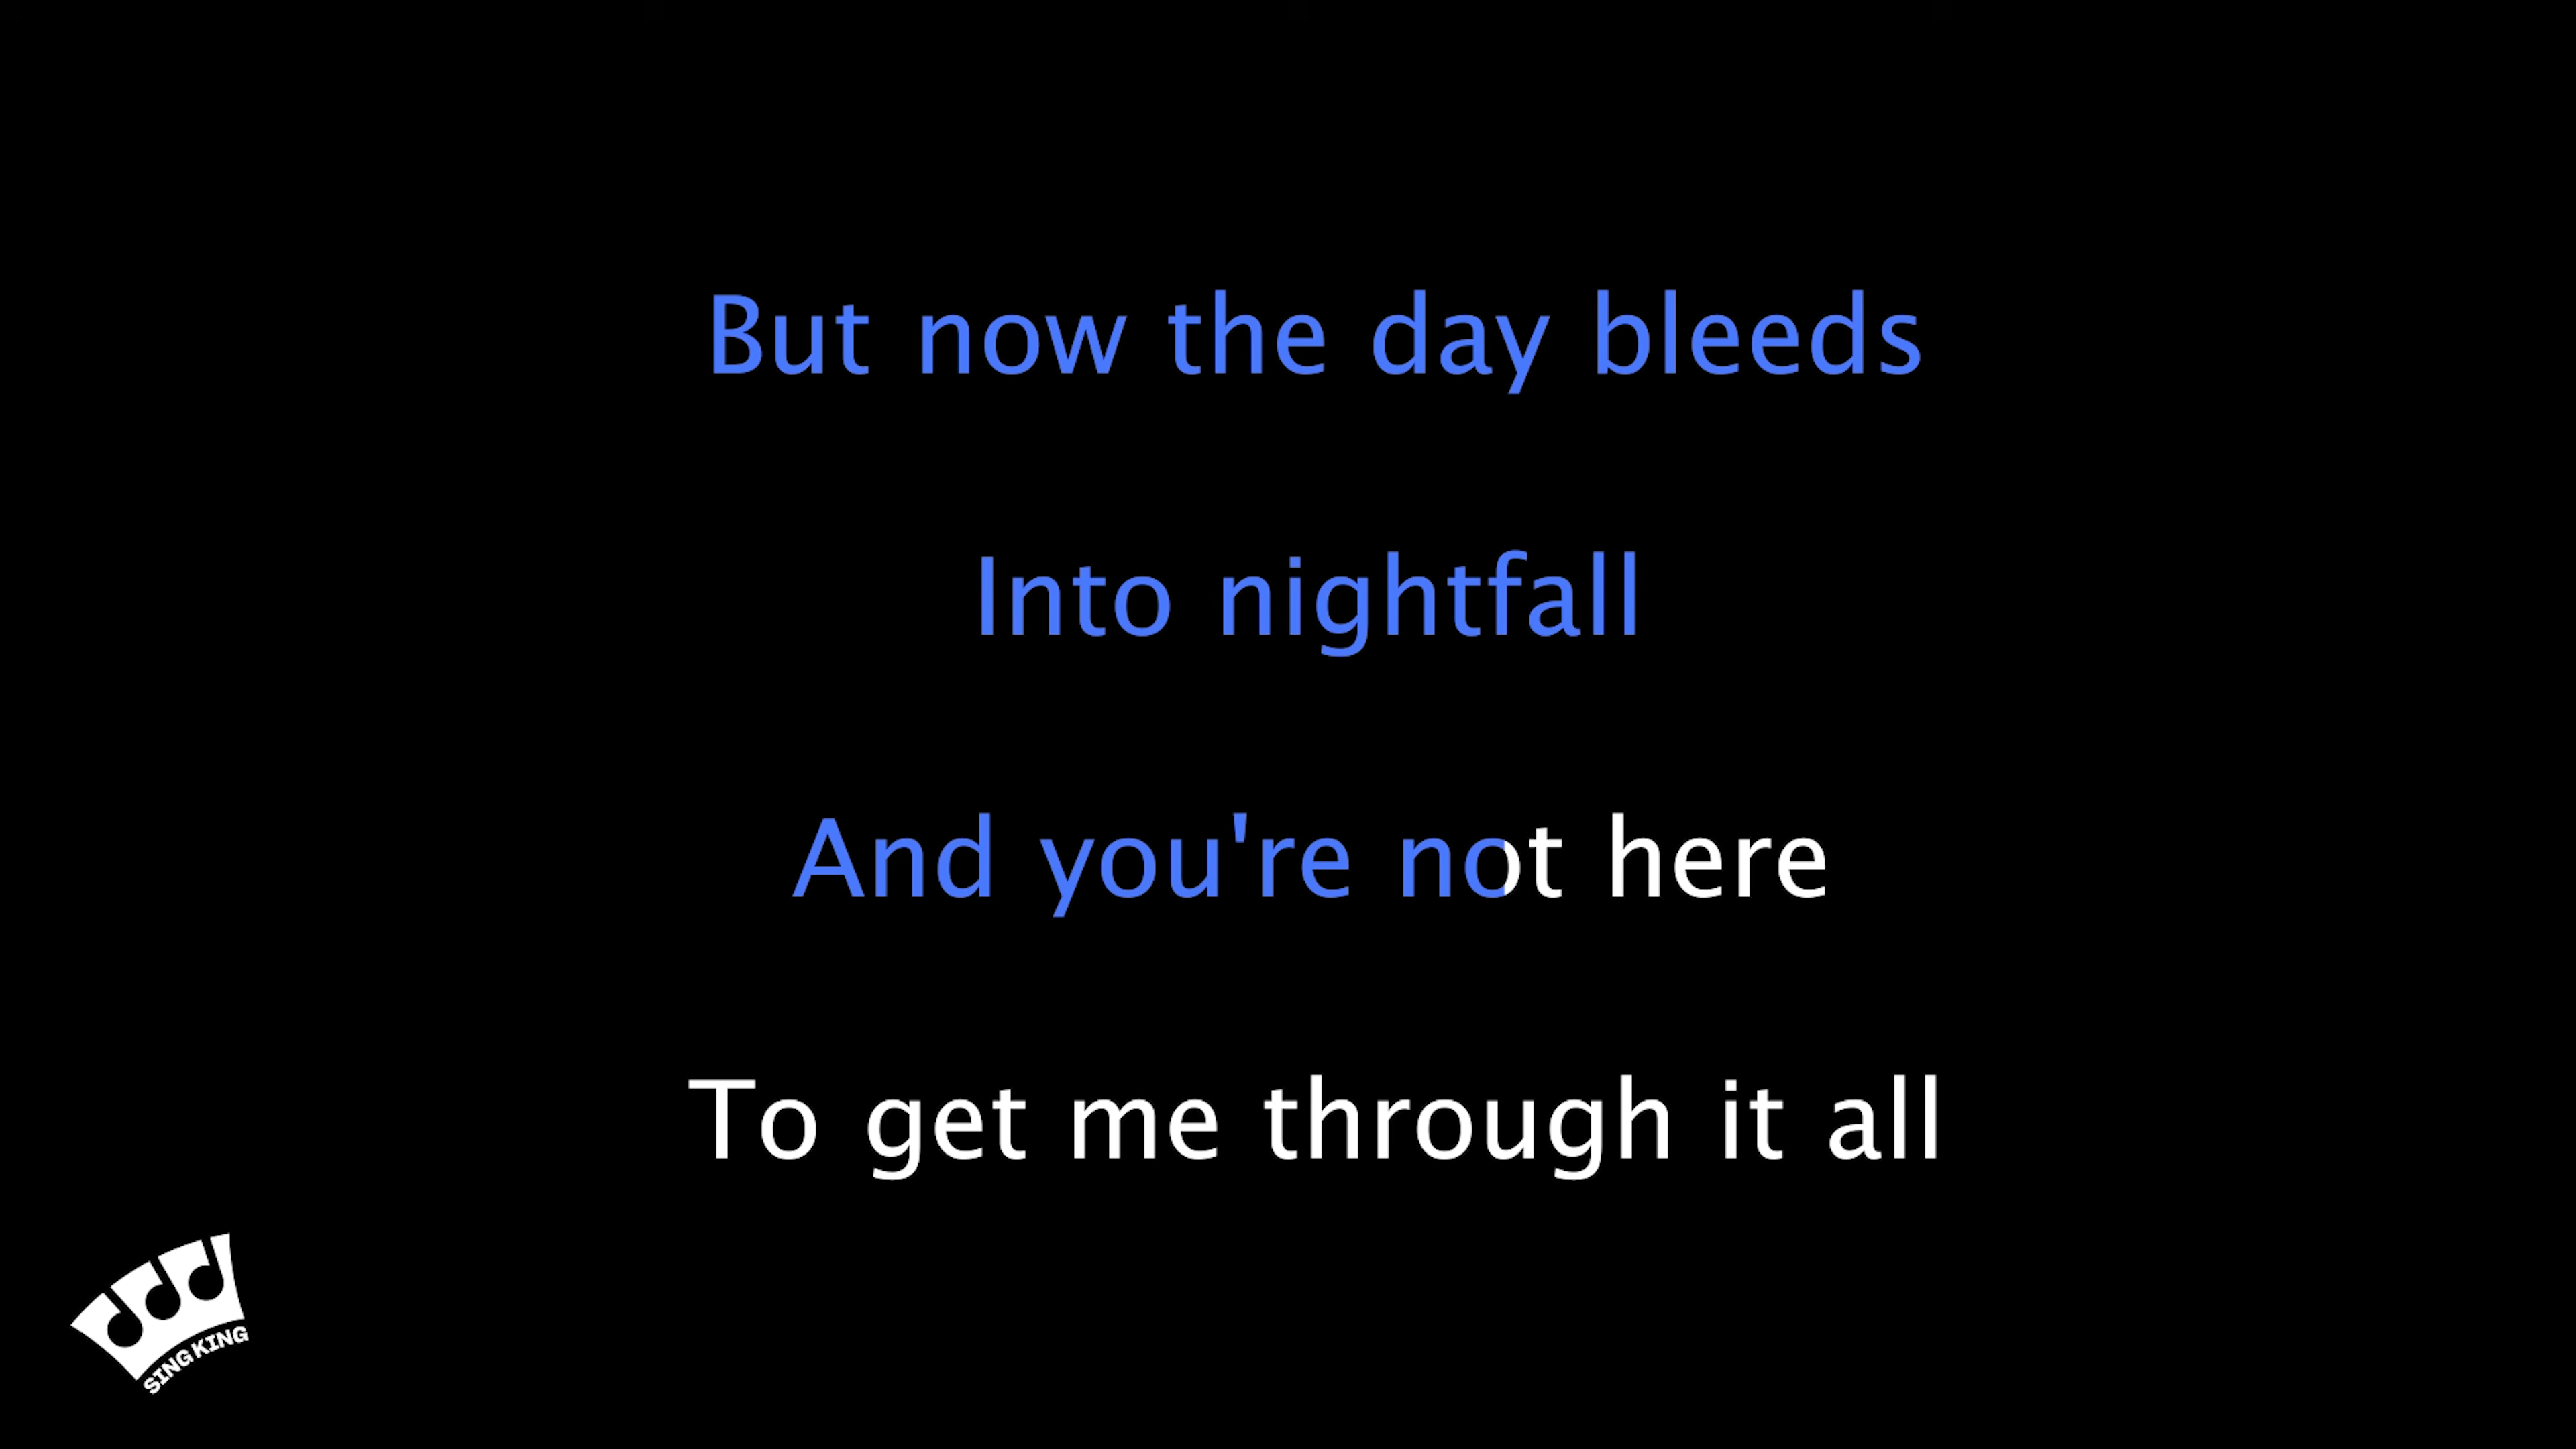 But now the day bleeds
Into nightfall
And you're not here
To get me through it all
SING KING